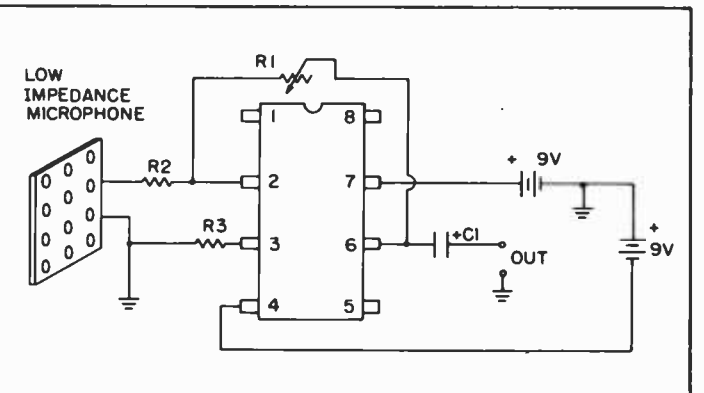 LOW
IMPEDANCE
MICROPHONE
R1
R2
R3
1
2
3
4
8
7
6
5
+ 9V
+C1
OUT
+
9V